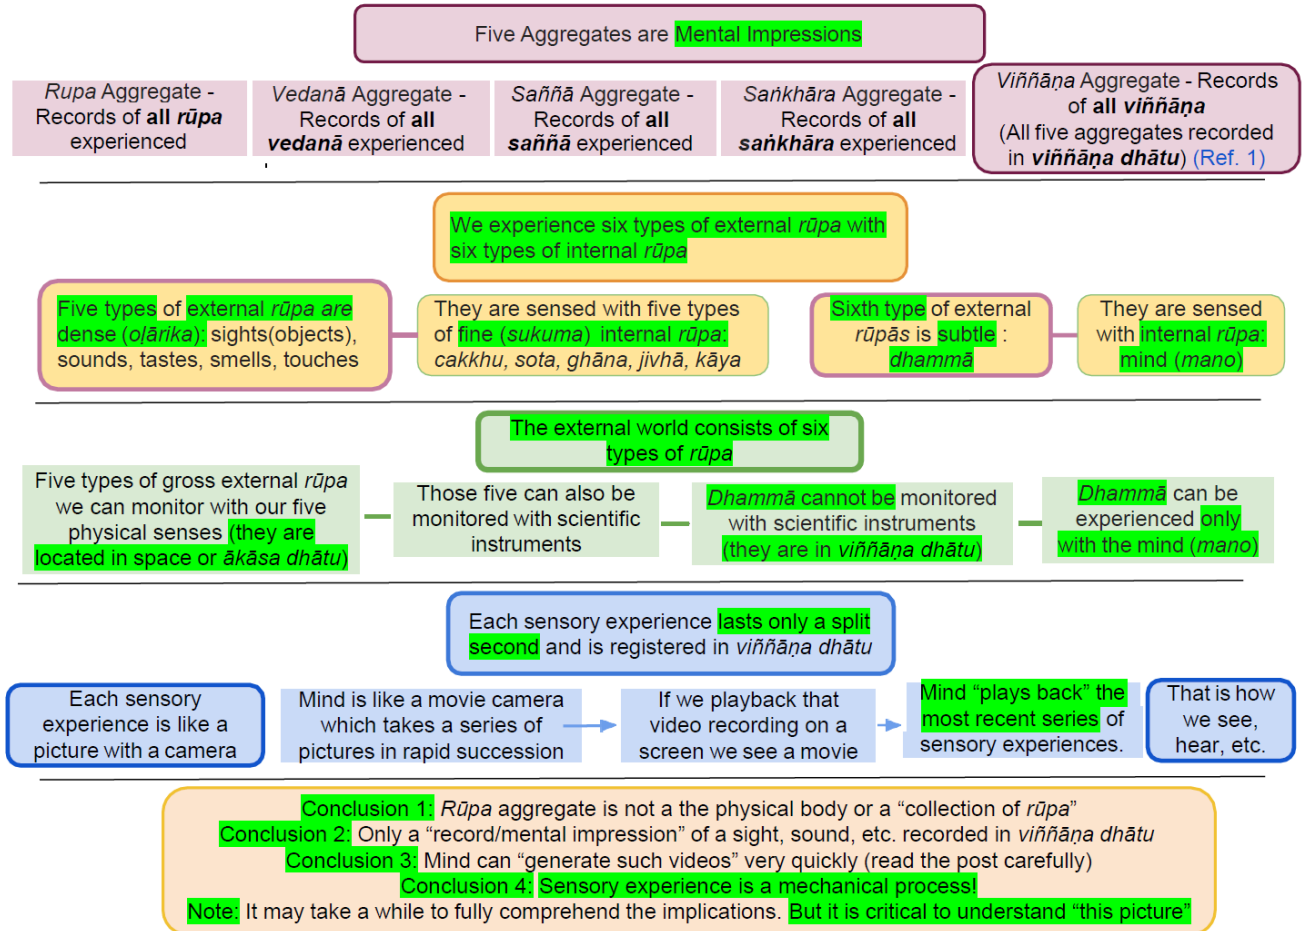 Five Aggregates are Mental Impressions
Rupa Aggregate -
Records of all rūpa
experienced
Vedanā Aggregate -
Records of all
vedanā experienced
Saññā Aggregate -
Records of all
saññā experienced
Saṅkhāra Aggregate -
Records of all
saṅkhāra experienced
Viññāṇa Aggregate - Records
of all viññāṇa
(All five aggregates recorded
in viññāṇa dhātu) (Ref. 1)
We experience six types of external rūpa with
six types of internal rūpa
Five types of external rūpa are
dense (oḷārika): sights(objects),
sounds, tastes, smells, touches
They are sensed with five types
of fine (sukuma) internal rūpa:
cakkhu, sota, ghāna, jivhā, kāya
Sixth type of external
rūpās is subtle :
dhammā
They are sensed
with internal rūpa:
mind (mano)
The external world consists of six
types of rūpa
Five types of gross external rūpa
we can monitor with our five
physical senses (they are
located in space or ākāsa dhātu)
Those five can also be
monitored with scientific
instruments
Dhammā cannot be monitored
with scientific instruments
(they are in viññāṇa dhātu)
Dhammā can be
experienced only
with the mind (mano)
Each sensory experience lasts only a split
second and is registered in viññāṇa dhātu
Each sensory
experience is like a
picture with a camera
Mind is like a movie camera
which takes a series of
pictures in rapid succession
If we playback that
video recording on a
screen we see a movie
Mind “plays back” the
most recent series of
sensory experiences.
That is how
we see,
hear, etc.
Conclusion 1: Rūpa aggregate is not a the physical body or a “collection of rūpa”
Conclusion 2: Only a “record/mental impression” of a sight, sound, etc. recorded in viññāṇa dhātu
Conclusion 3: Mind can “generate such videos” very quickly (read the post carefully)
Conclusion 4: Sensory experience is a mechanical process!
Note: It may take a while to fully comprehend the implications. But it is critical to understand “this picture”